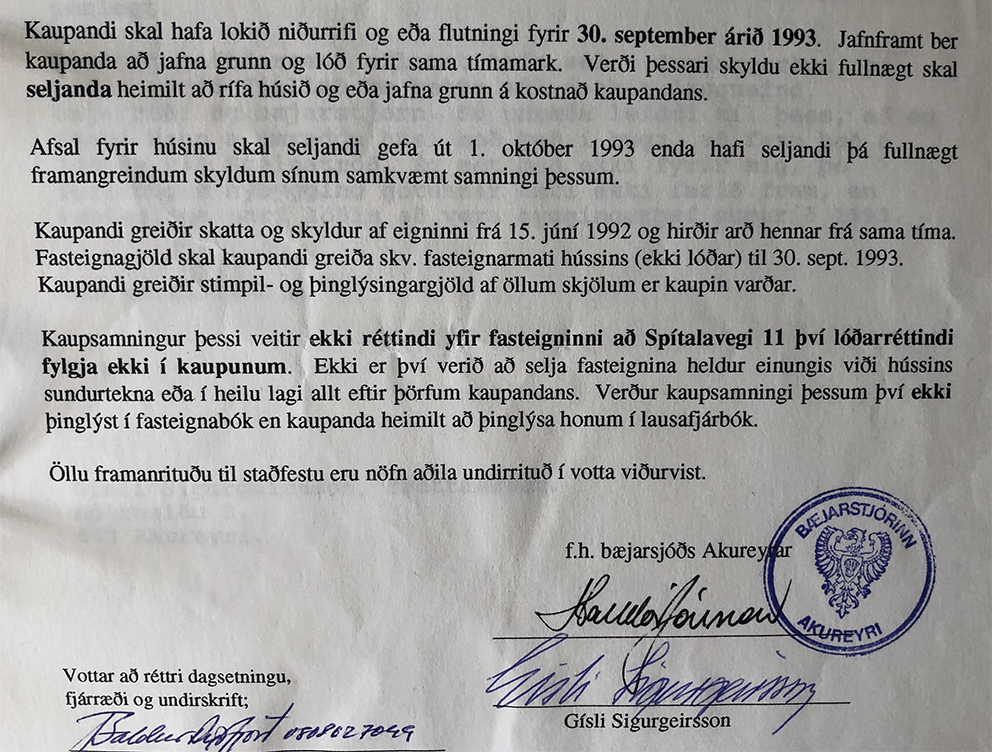 Kaupandi skal hafa lokið niðurrifi og eða flutningi fyrir 30. september árið 1993. Jafnframt ber
kaupanda að jafna grunn og lóð fyrir sama tímamark. Verði þessari skyldu ekki fullnægt skal
seljanda heimilt að rífa húsið og eða jafna grunn á kostnað kaupandans.
Afsal fyrir húsinu skal seljandi gefa út 1. október 1993 enda hafi seljandi þá fullnægt
framangreindum skyldum sínum samkvæmt samningi þessum.
Kaupandi greiðir skatta og skyldur af eigninni frá 15. júní 1992 og hirðir arð hennar frá sama tíma.
Fasteignagjöld skal kaupandi greiða skv. fasteignarmati hússins (ekki lóðar) til 30. sept. 1993.
Kaupandi greiðir stimpil- og þinglýsingargjöld af öllum skjölum er kaupin varðar.
Kaupsamningur þessi veitir ekki réttindi yfir fasteigninni að Spítalavegi 11 því lóðarréttindi
fylgja ekki í kaupunum. Ekki er því verið að selja fasteignina heldur einungis viði hússins
sundurtekna eða í heilu lagi allt eftir þörfum kaupandans. Verður kaupsamningi þessum því ekki
þinglýst í fasteignabók en kaupanda heimilt að þinglýsa honum í lausafjárbók.
Öllu framanrituðu til staðfestu eru nöfn aðila undirrituð í votta viðurvist.
BÆJARSTJÓRINN
AKUREYRI
f.h. bæjarsjóðs Akureyrar
Gísli Sigurgeirsson
Gísli Sigurgeirsson
Vottar að réttri dagsetningu,
fjárræði og undirskrift;
Baldur